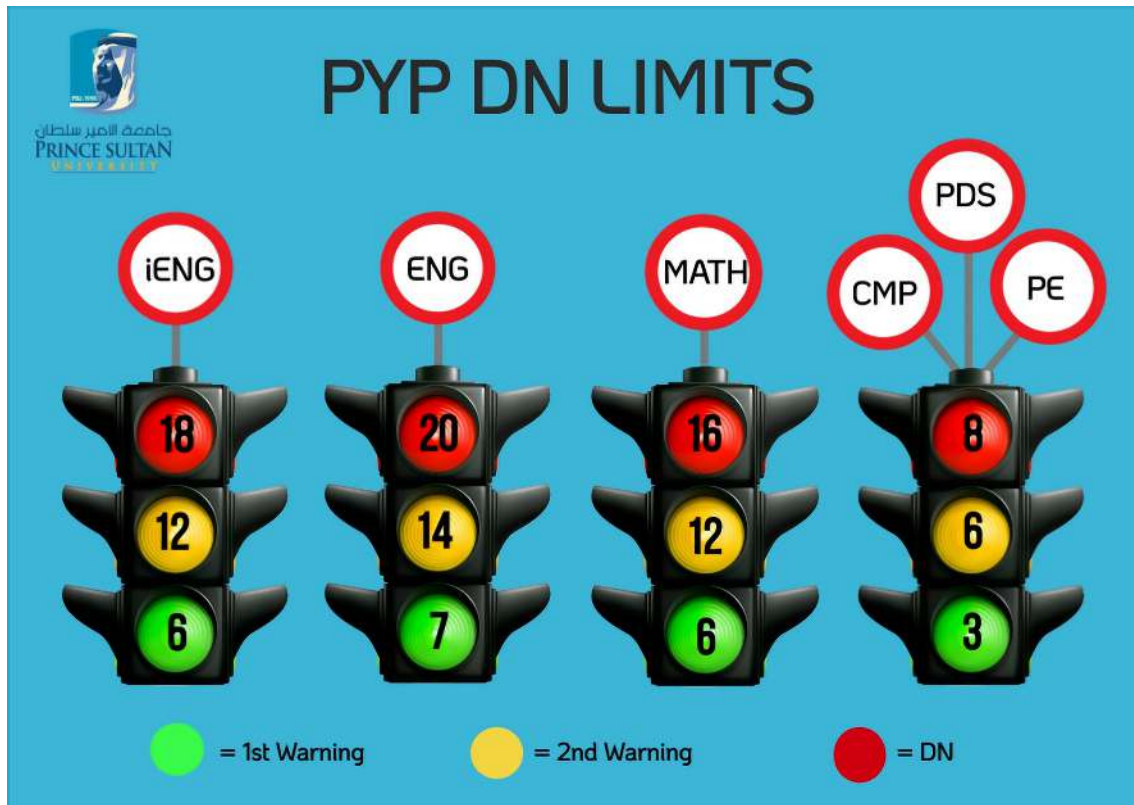 PYP DN LIMITS
جامعة الامير سلطان
PRINCE SULTAN
UNIVERSITY
iENG
ENG
MATH
CMP
PDS
PE
18
20
16
8
12
14
12
6
6
7
6
3
= 1st Warning
= 2nd Warning
= DN